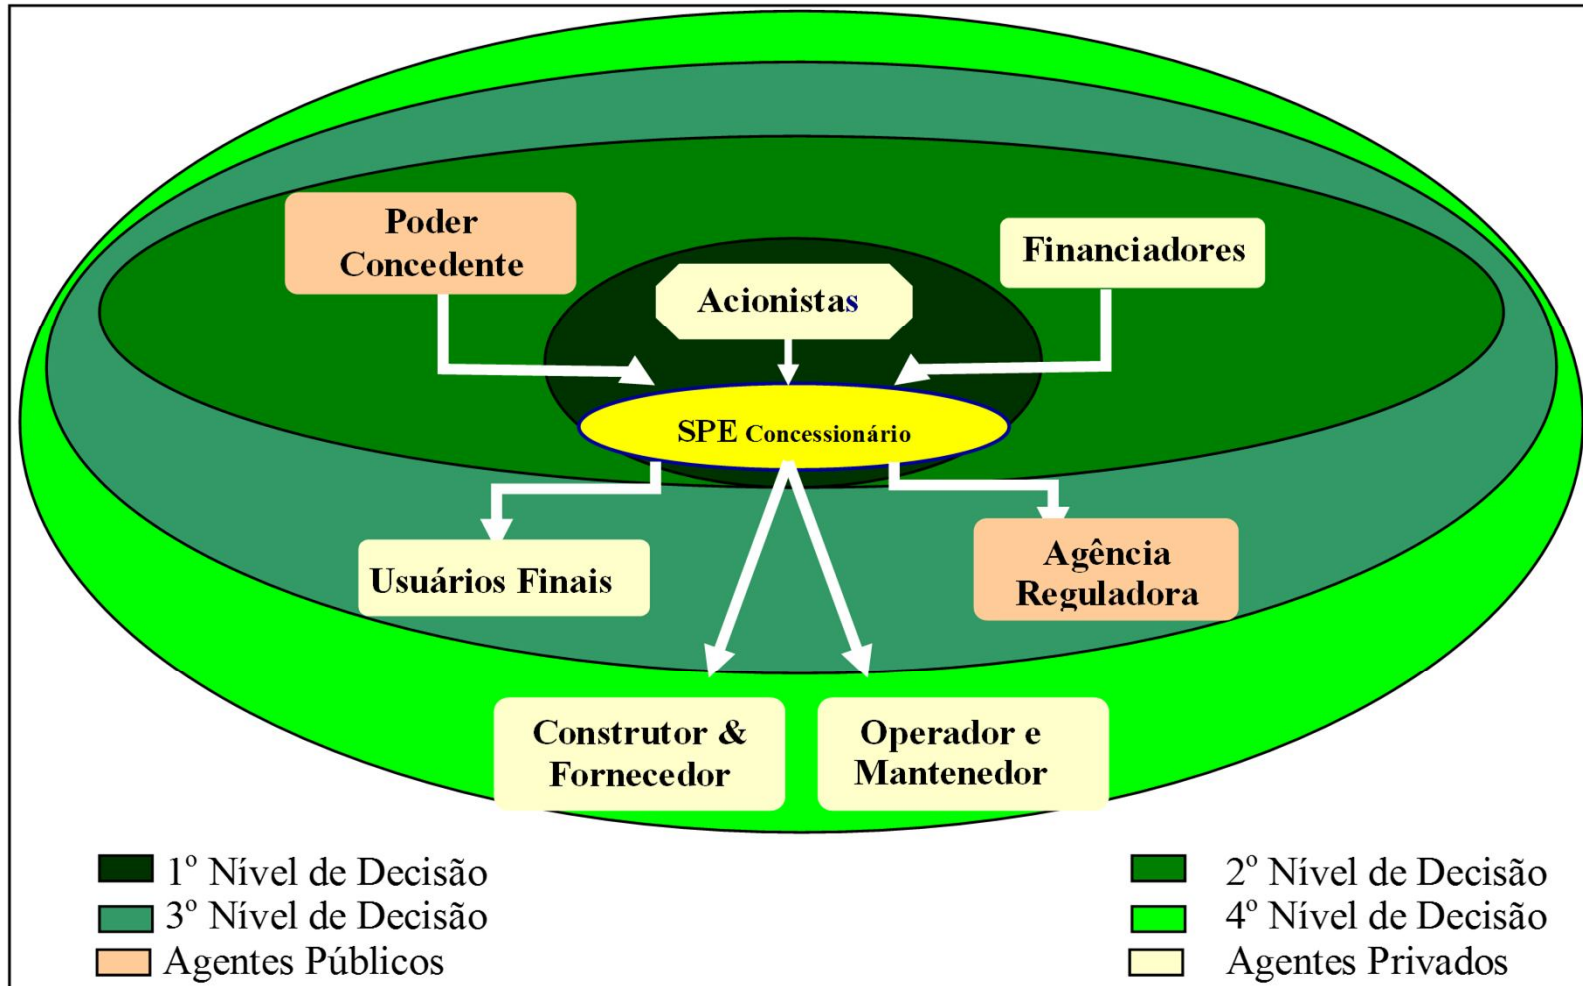 Poder
Concedente
Financiadores
Acionistas
SPE Concessionário
Usuários Finais
Agência
Reguladora
Construtor &
Fornecedor
Operador e
Mantenedor
1º Nível de Decisão
2º Nível de Decisão
3º Nível de Decisão
4º Nível de Decisão
Agentes Públicos
Agentes Privados